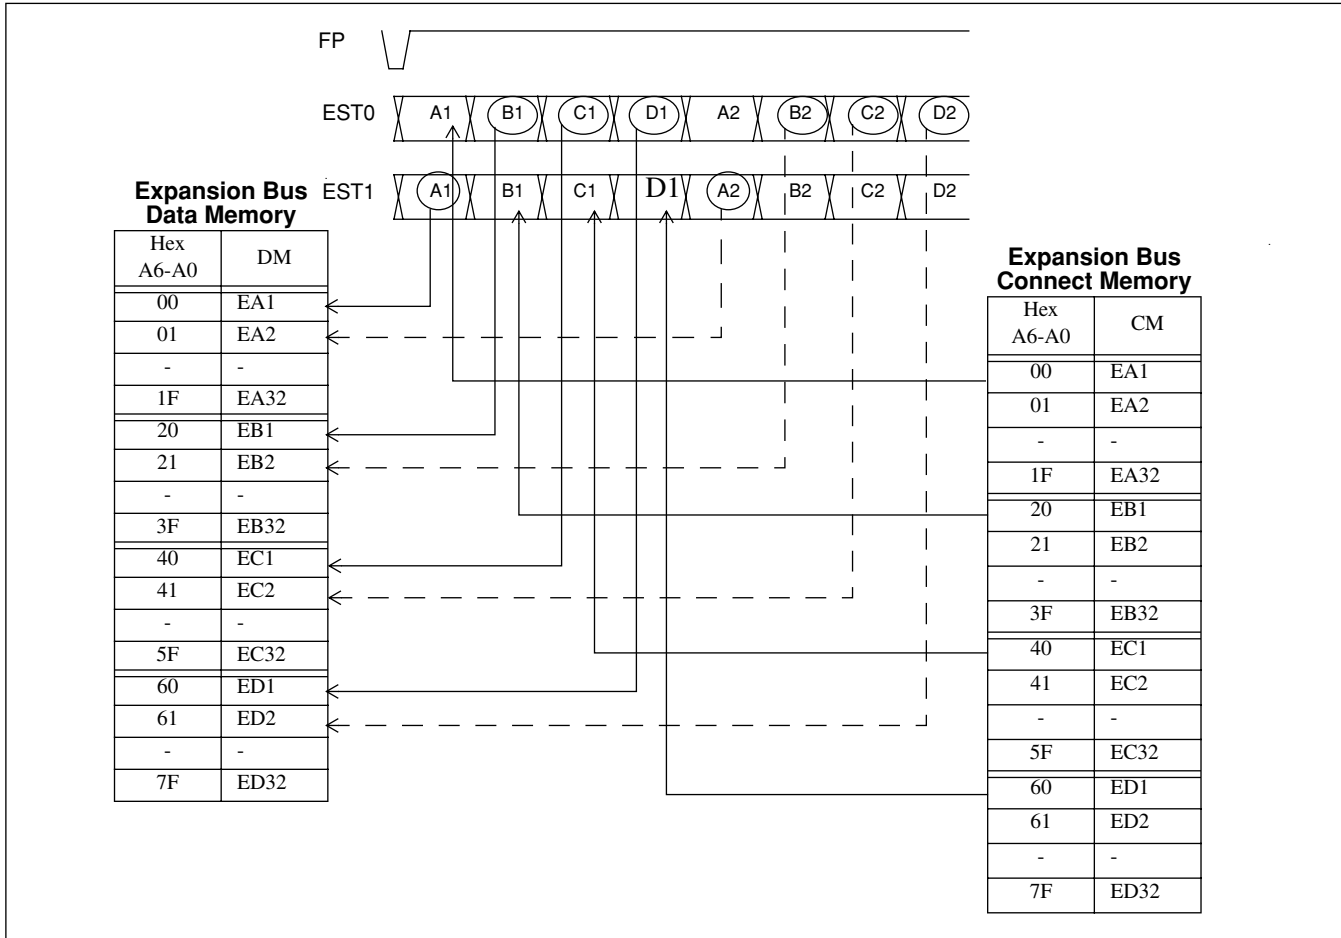 FP
EST0 A1 B1 C1 D1 A2 B2 C2 D2
EST1 A1 B1 C1 D1 A2 B2 C2 D2
Expansion Bus
Data Memory
Hex
A6-A0 DM
00 EA1
01 EA2
- -
1F EA32
20 EB1
21 EB2
- -
3F EB32
40 EC1
41 EC2
- -
5F EC32
60 ED1
61 ED2
- -
7F ED32
Expansion Bus
Connect Memory
Hex
A6-A0 CM
00 EA1
01 EA2
- -
1F EA32
20 EB1
21 EB2
- -
3F EB32
40 EC1
41 EC2
- -
5F EC32
60 ED1
61 ED2
- -
7F ED32